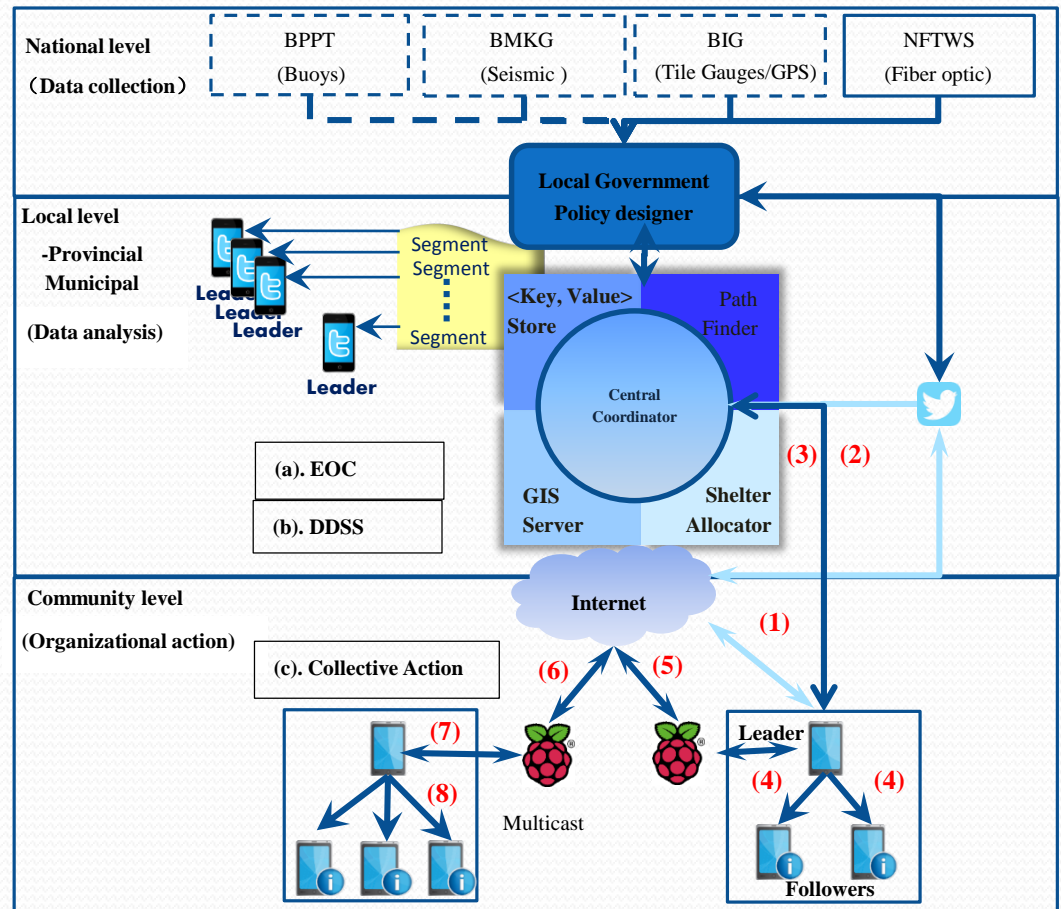 National level
（Data collection）
BPPT
(Buoys)
BMKG
(Seismic )
BIG
(Tile Gauges/GPS)
NFTWS
(Fiber optic)
Local Government
Policy designer
Local level
-Provincial
Municipal
(Data analysis)
Segment
Segment
Segment
Leader
Leader
Leader
Leader
<Key, Value>
Store
Path
Finder
Central
Coordinator
GIS
Server
Shelter
Allocator
(3)
(2)
(a). EOC
(b). DDSS
Community level
(Organizational action)
Internet
(1)
(c). Collective Action
(6)
(5)
(7)
®
®
Leader
(4)
(4)
(8)
Multicast
Followers